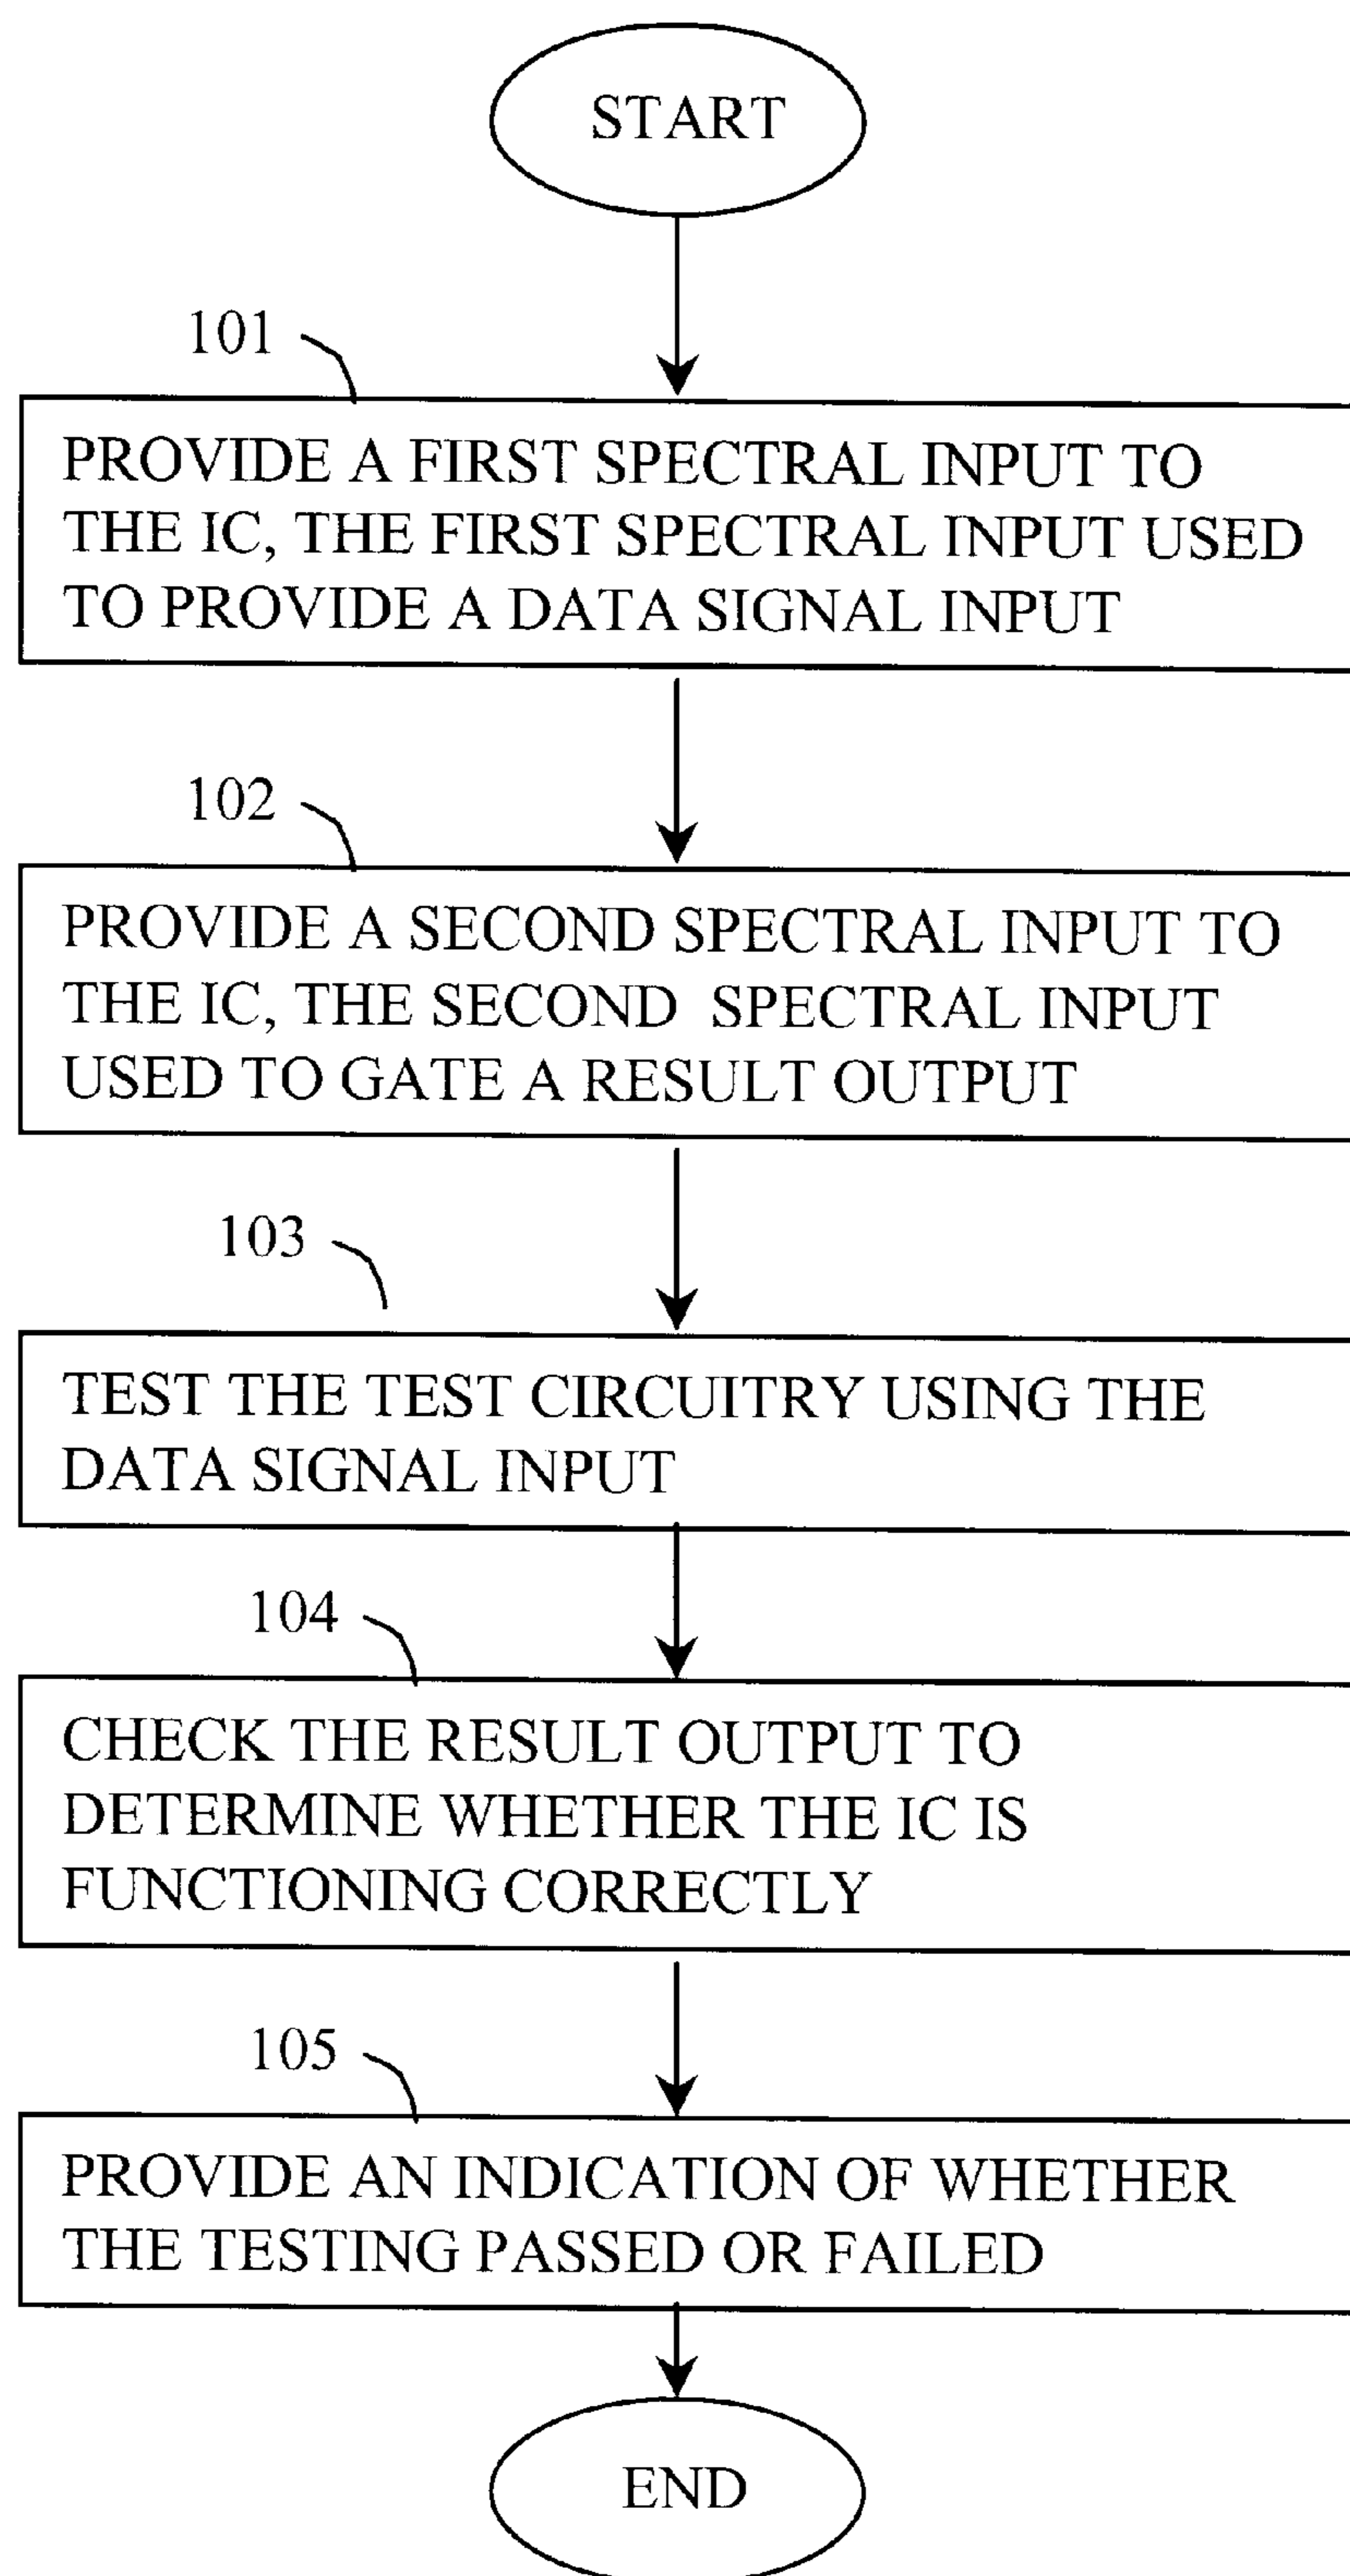 START
101
PROVIDE A FIRST SPECTRAL INPUT TO
THE IC, THE FIRST SPECTRAL INPUT USED
TO PROVIDE A DATA SIGNAL INPUT
102
PROVIDE A SECOND SPECTRAL INPUT TO
THE IC, THE SECOND SPECTRAL INPUT
USED TO GATE A RESULT OUTPUT
103
TEST THE TEST CIRCUITRY USING THE
DATA SIGNAL INPUT
104
CHECK THE RESULT OUTPUT TO
DETERMINE WHETHER THE IC IS
FUNCTIONING CORRECTLY
105
PROVIDE AN INDICATION OF WHETHER
THE TESTING PASSED OR FAILED
END